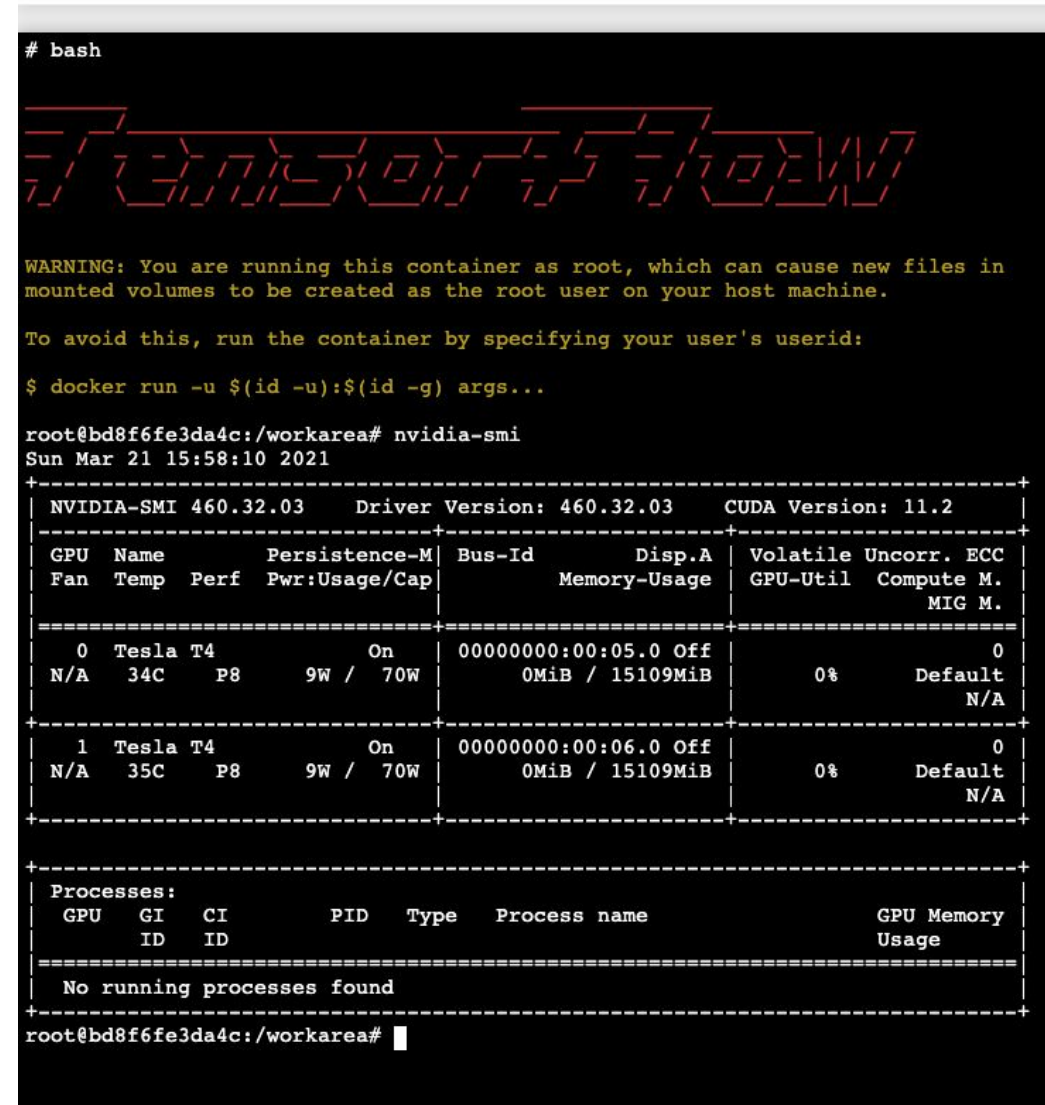 # bash
TensorFlow
WARNING: You are running this container as root, which can cause new files in
mounted volumes to be created as the root user on your host machine.
To avoid this, run the container by specifying your user's userid:
$ docker run -u $(id -u):$(id -g) args...
root@bd8f6fe3da4c:/workarea# nvidia-smi
Sun Mar 21 15:58:10 2021
+-----------------------------------------------------------------------------+
| NVIDIA-SMI 460.32.03    Driver Version: 460.32.03    CUDA Version: 11.2     |
|-------------------------------+----------------------+----------------------+
| GPU  Name        Persistence-M| Bus-Id        Disp.A | Volatile Uncorr. ECC |
| Fan  Temp  Perf  Pwr:Usage/Cap|         Memory-Usage | GPU-Util  Compute M. |
|                               |                      |               MIG M. |
|===============================+======================+======================|
|   0  Tesla T4            On   | 00000000:00:05.0 Off |                    0 |
| N/A   34C    P8     9W /  70W |      0MiB / 15109MiB |      0%      Default |
|                               |                      |                  N/A |
+-------------------------------+----------------------+----------------------+
|   1  Tesla T4            On   | 00000000:00:06.0 Off |                    0 |
| N/A   35C    P8     9W /  70W |      0MiB / 15109MiB |      0%      Default |
|                               |                      |                  N/A |
+-------------------------------+----------------------+----------------------+
+-----------------------------------------------------------------------------+
| Processes:                                                                  |
|  GPU   GI   CI        PID   Type   Process name                  GPU Memory |
|        ID   ID                                                   Usage      |
|=============================================================================|
|  No running processes found                                                 |
+-----------------------------------------------------------------------------+
root@bd8f6fe3da4c:/workarea#